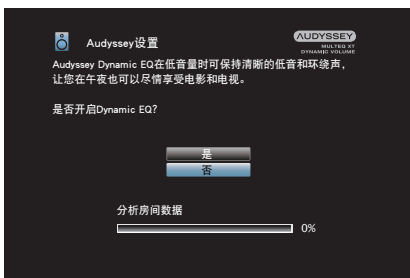 Audyssey设置
AUDYSSEY
MULTEQ XT
DYNAMIC VOLUME
Audyssey Dynamic EQ在低音量时可保持清晰的低音和环绕声，
让您在午夜也可以尽情享受电影和电视。
是否开启Dynamic EQ?
是
否
分析房间数据
0%